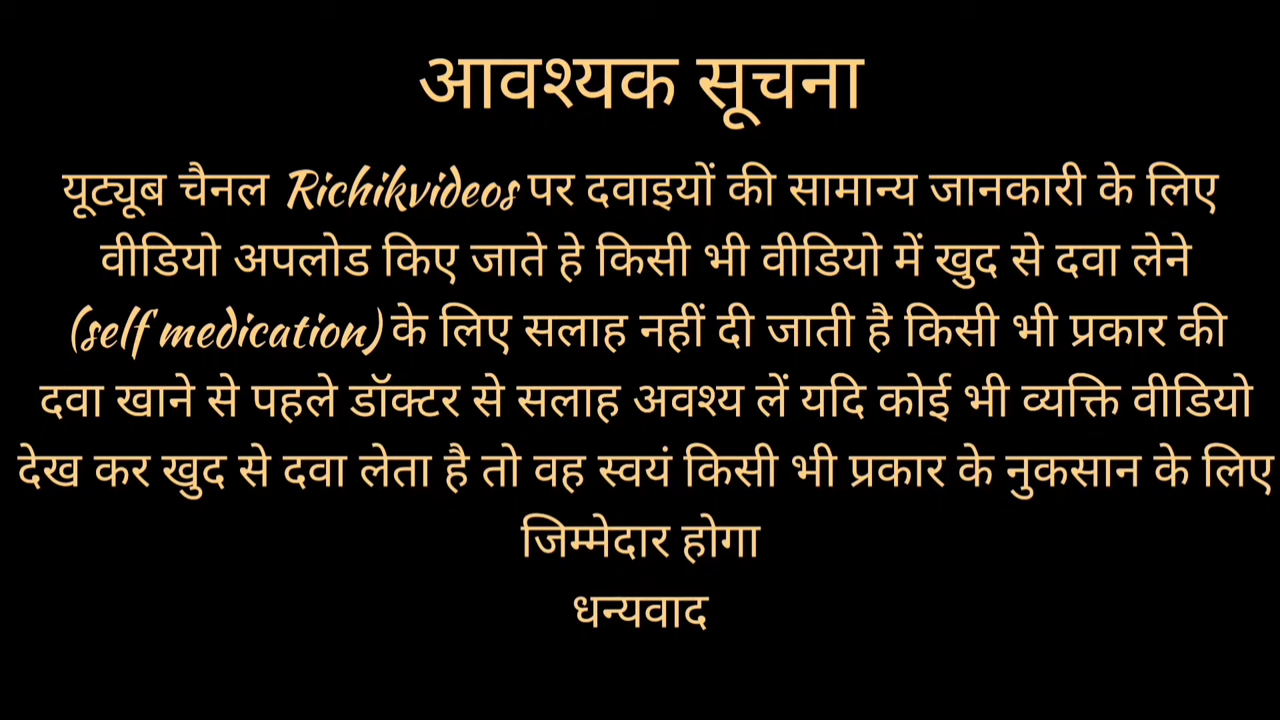 आवश्यक सूचना
यूट्यूब चैनल Richikvideos पर दवाइयों की सामान्य जानकारी के लिए
वीडियो अपलोड किए जाते हे किसी भी वीडियो में खुद से दवा लेने
(self medication) के लिए सलाह नहीं दी जाती है किसी भी प्रकार की
दवा खाने से पहले डॉक्टर से सलाह अवश्य लें यदि कोई भी व्यक्ति वीडियो
देख कर खुद से दवा लेता है तो वह स्वयं किसी भी प्रकार के नुकसान के लिए
जिम्मेदार होगा
धन्यवाद